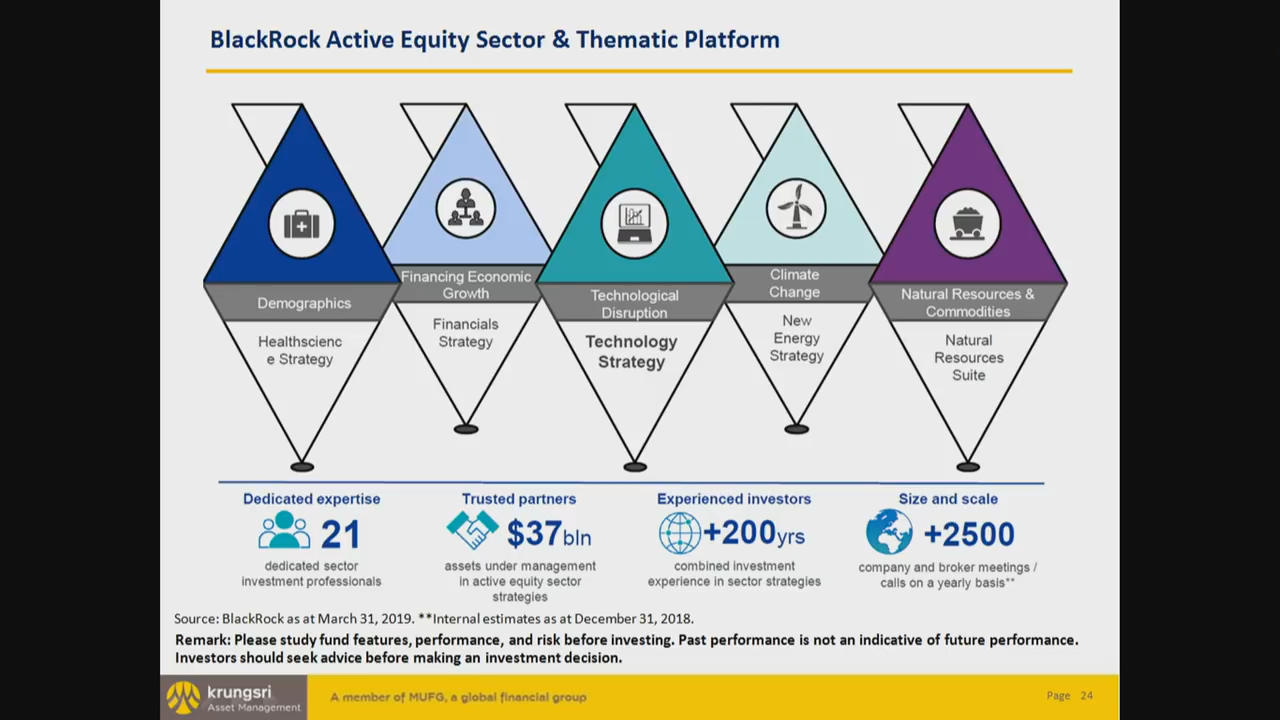 BlackRock Active Equity Sector & Thematic Platform
Demographics
Healthscienc
e Strategy
Financing Economic
Growth
Financials
Strategy
Technological
Disruption
Technology
Strategy
Climate
Change
New
Energy
Strategy
Natural Resources &
Commodities
Natural
Resources
Suite
Dedicated expertise
21
dedicated sector
investment professionals
Trusted partners
$37bln
assets under management
in active equity sector
strategies
Experienced investors
+200yrs
combined investment
experience in sector strategies
Size and scale
+2500
company and broker meetings /
calls on a yearly basis**
Source: BlackRock as at March 31, 2019. **Internal estimates as at December 31, 2018.
Remark: Please study fund features, performance, and risk before investing. Past performance is not an indicative of future performance.
Investors should seek advice before making an investment decision.
krungsri
Asset Management
A member of MUFG, a global financial group
Page 24